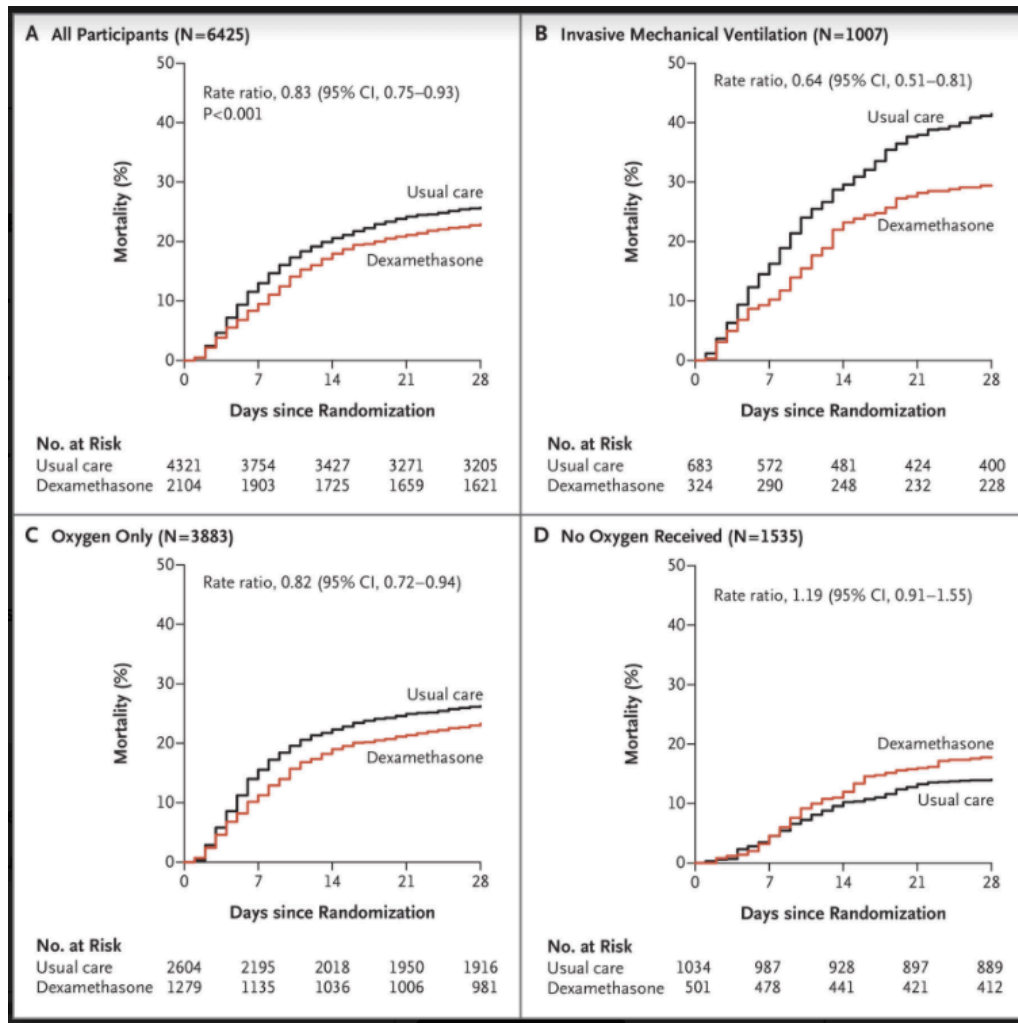 A All Participants (N=6425)
50
40
30
20
10
0
Mortality (%)
Rate ratio, 0.83 (95% CI, 0.75–0.93)
P<0.001
Usual care
Dexamethasone
0 7 14 21 28
Days since Randomization
No. at Risk
Usual care 4321 3754 3427 3271 3205
Dexamethasone 2104 1903 1725 1659 1621
B Invasive Mechanical Ventilation (N=1007)
50
40
30
20
10
0
Mortality (%)
Rate ratio, 0.64 (95% CI, 0.51–0.81)
Usual care
Dexamethasone
0 7 14 21 28
Days since Randomization
No. at Risk
Usual care 683 572 481 424 400
Dexamethasone 324 290 248 232 228
C Oxygen Only (N=3883)
50
40
30
20
10
0
Mortality (%)
Rate ratio, 0.82 (95% CI, 0.72–0.94)
Usual care
Dexamethasone
0 7 14 21 28
Days since Randomization
No. at Risk
Usual care 2604 2195 2018 1950 1916
Dexamethasone 1279 1135 1036 1006 981
D No Oxygen Received (N=1535)
50
40
30
20
10
0
Mortality (%)
Rate ratio, 1.19 (95% CI, 0.91–1.55)
Dexamethasone
Usual care
0 7 14 21 28
Days since Randomization
No. at Risk
Usual care 1034 987 928 897 889
Dexamethasone 501 478 441 421 412